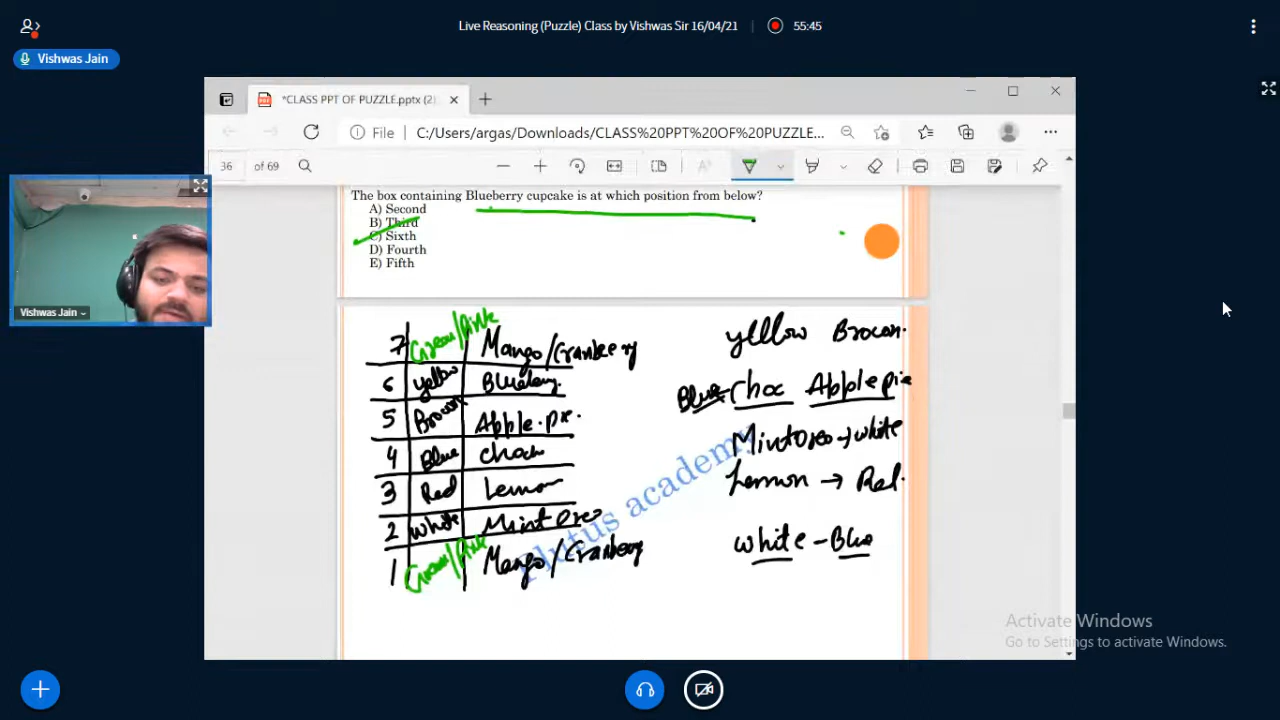 Live Reasoning (Puzzle) Class by Vishwas Sir 16/04/21
55:45
Vishwas Jain
*CLASS PPT OF PUZZLE.pptx (2)
File
C:/Users/argas/Downloads/CLASS%20PPT%20OF%20PUZZLE...
36 of 69
The box containing Blueberry cupcake is at which position from below?
A) Second
B) Third
C) Sixth
D) Fourth
E) Fifth
Vishwas Jain
7 Green/Pink Mango/Cranberry
6 Yellow Blueberry
5 Brown Apple.pie.
4 Blue Choco
3 Red Lemon
2 White Mint Oreo
1 Green/Pink Mango/Cranberry
yellow Brown.
Blue Choc Apple pie
Mint Oreo → white
Lemon → Red.
white - Blue
Plutus academy
Activate Windows
Go to Settings to activate Windows.